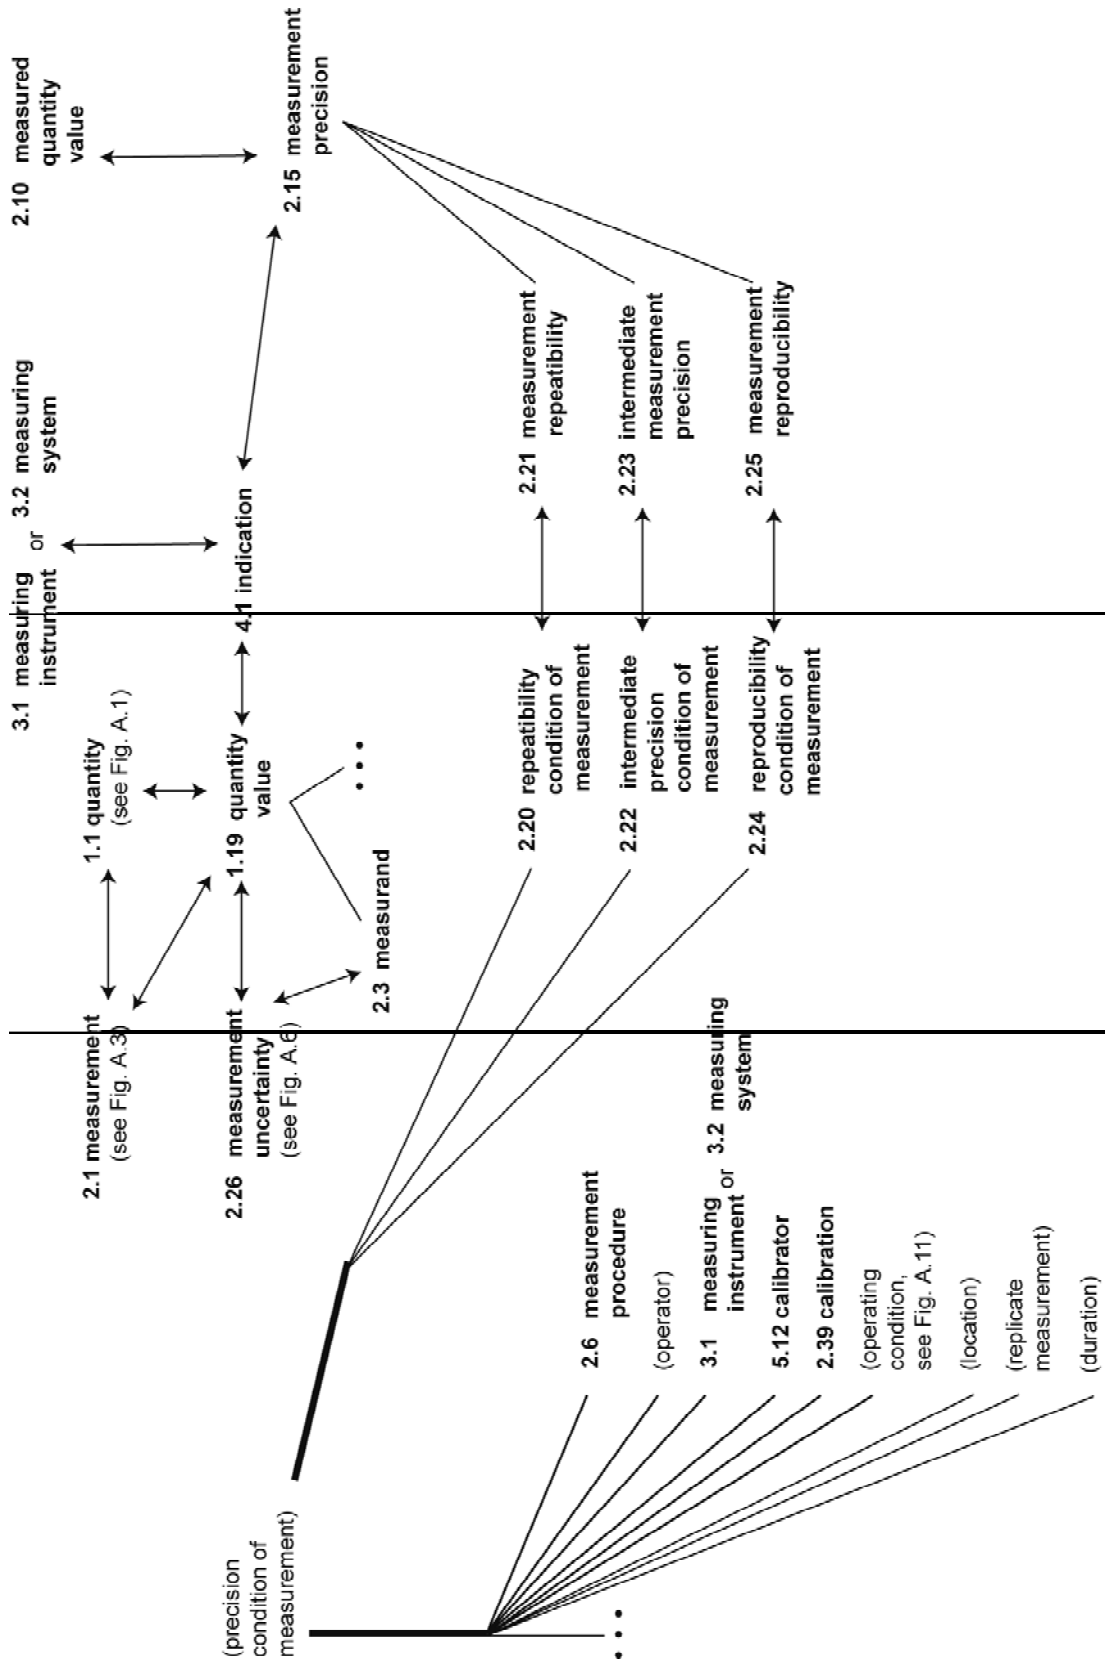 (precision
condition of
measurement)
2.1 measurement
(see Fig. A.3)
1.1 quantity
(see Fig. A.1)
3.1 measuring
instrument
or
3.2 measuring
system
2.10 measured
quantity
value
2.26 measurement
uncertainty
(see Fig. A.6)
1.19 quantity
value
4.1 indication
2.15 measurement
precision
2.3 measurand
...
2.20 repeatibility
condition of
measurement
2.21 measurement
repeatibility
2.22 intermediate
precision
condition of
measurement
2.23 intermediate
measurement
precision
2.24 reproducibility
condition of
measurement
2.25 measurement
reproducibility
...
2.6 measurement
procedure
(operator)
3.1 measuring
instrument
or
3.2 measuring
system
5.12 calibrator
2.39 calibration
(operating
condition,
see Fig. A.11)
(location)
(replicate
measurement)
(duration)